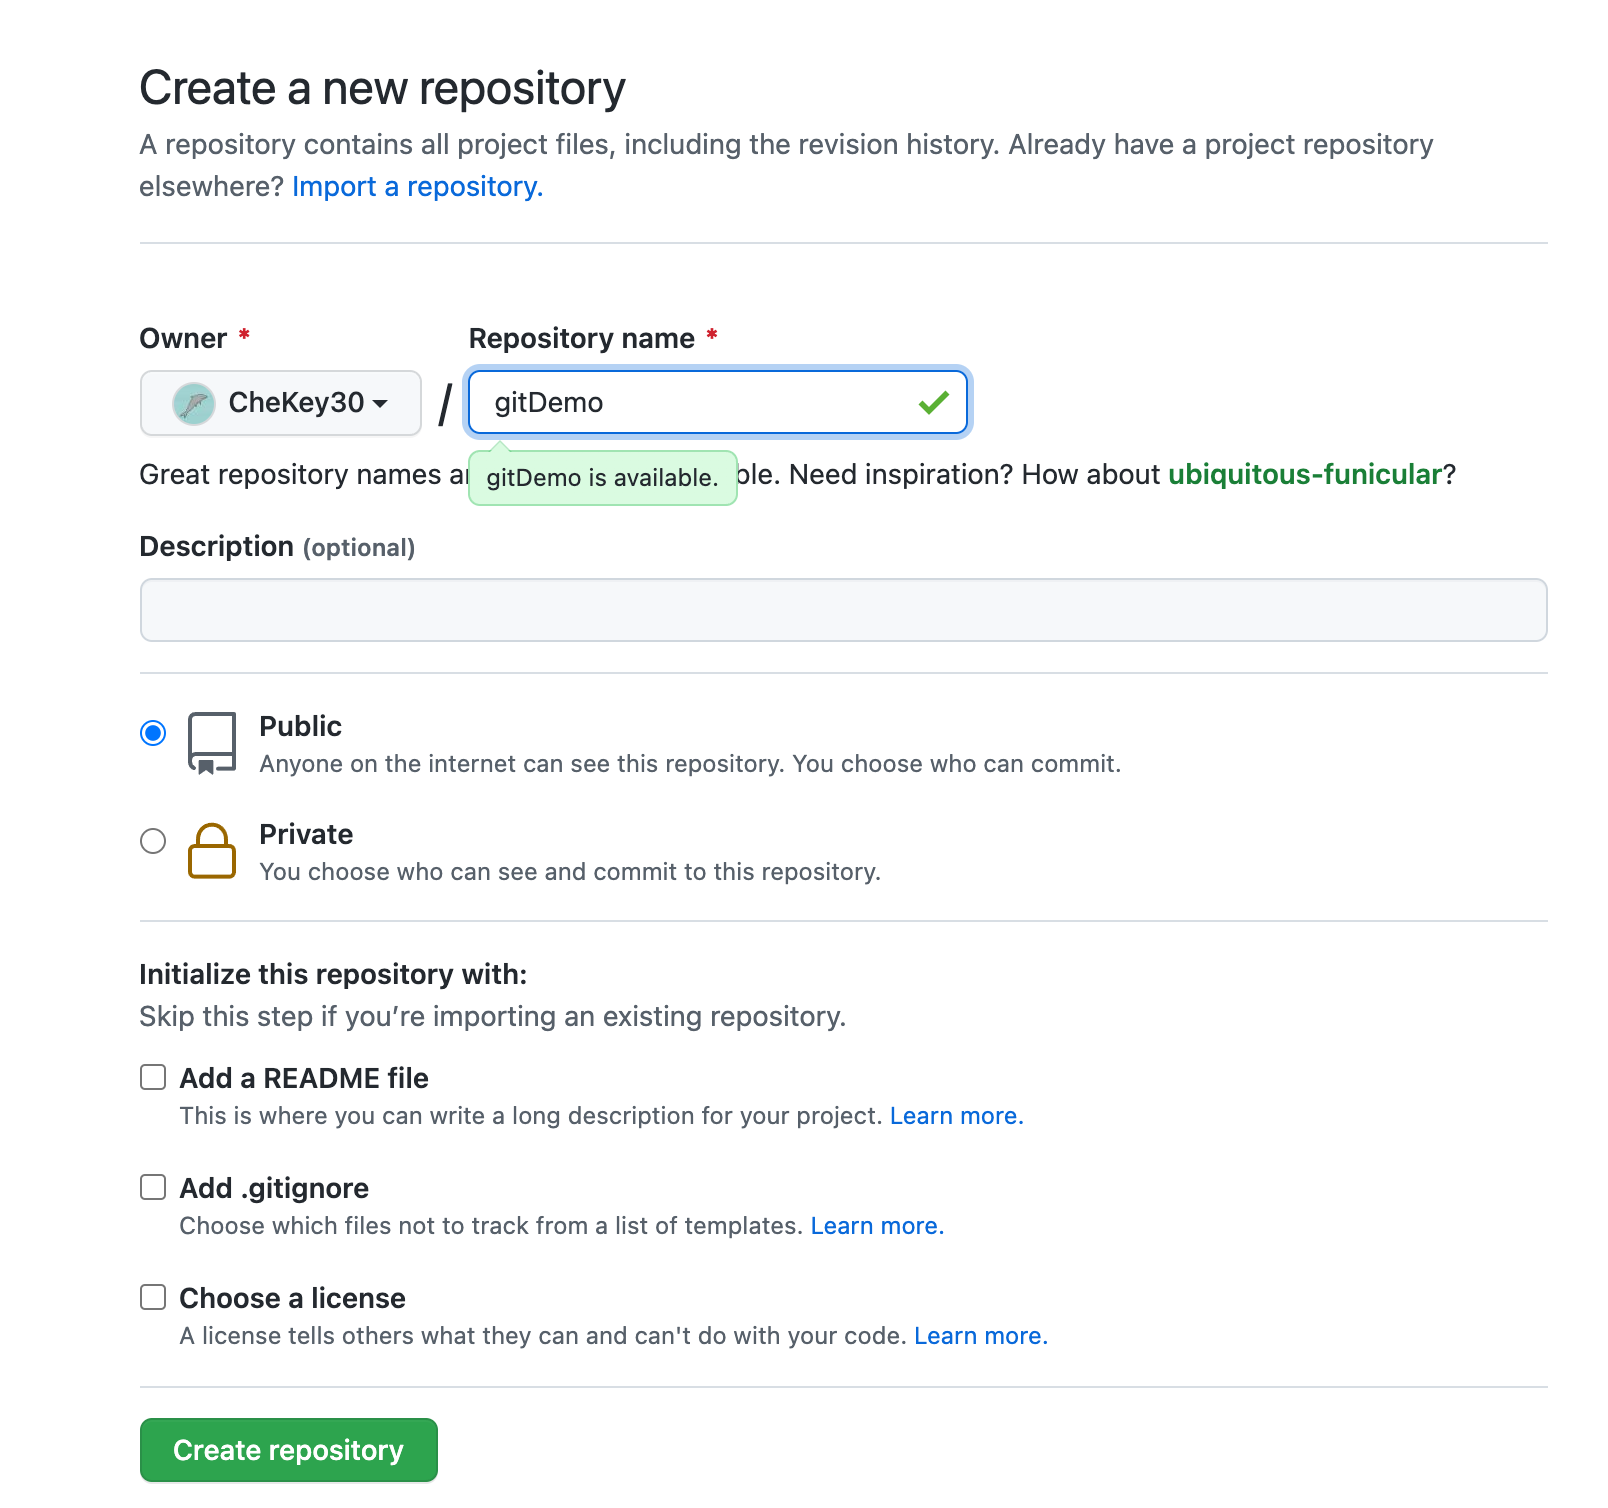 Create a new repository
A repository contains all project files, including the revision history. Already have a project repository
elsewhere? Import a repository.
Owner *
Repository name *
CheKey30
/
gitDemo
Great repository names
gitDemo is available.
Need inspiration? How about ubiquitous-funicular?
Description (optional)
Public
Anyone on the internet can see this repository. You choose who can commit.
Private
You choose who can see and commit to this repository.
Initialize this repository with:
Skip this step if you’re importing an existing repository.
Add a README file
This is where you can write a long description for your project. Learn more.
Add .gitignore
Choose which files not to track from a list of templates. Learn more.
Choose a license
A license tells others what they can and can't do with your code. Learn more.
Create repository